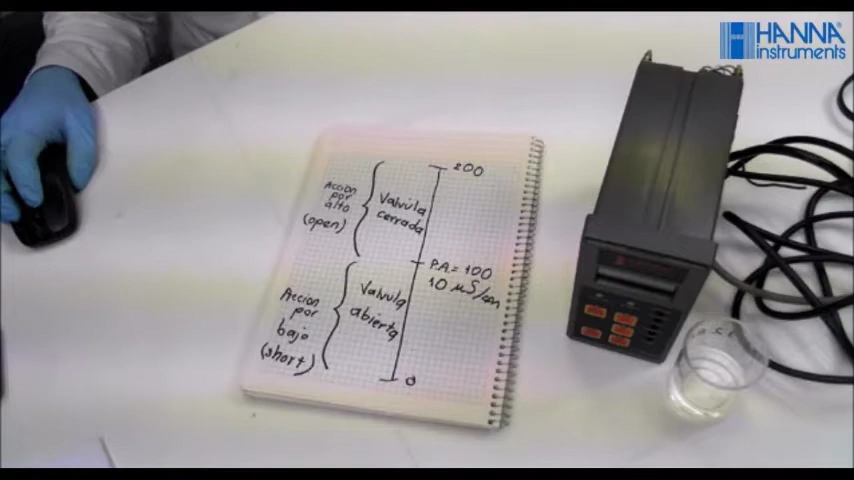 HANNA
instruments
200
Accion
por
alto
(open)
Valvula
cerrada
P.A. = 100
10 µS/cm
Accion
por
bajo
(short)
Valvula
abierta
0